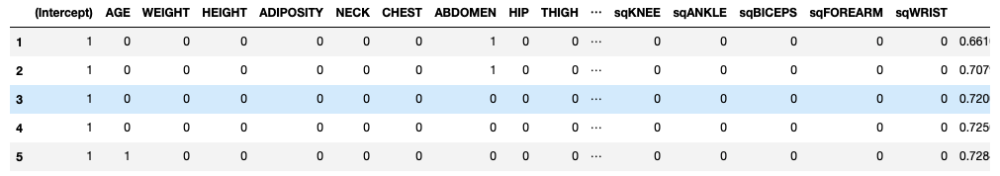 (Intercept) AGE WEIGHT HEIGHT ADIPOSITY NECK CHEST ABDOMEN HIP THIGH ⋯ sqKNEE sqANKLE sqBICEPS sqFOREARM sqWRIST
1 1 0 0 0 0 0 0 1 0 0 ⋯ 0 0 0 0 0 0.661
2 1 0 0 0 0 0 0 1 0 0 ⋯ 0 0 0 0 0 0.707
3 1 0 0 0 0 0 0 0 0 0 ⋯ 0 0 0 0 0 0.720
4 1 0 0 0 0 0 0 0 0 0 ⋯ 0 0 0 0 0 0.725
5 1 1 0 0 0 0 0 0 0 0 ⋯ 0 0 0 0 0 0.728